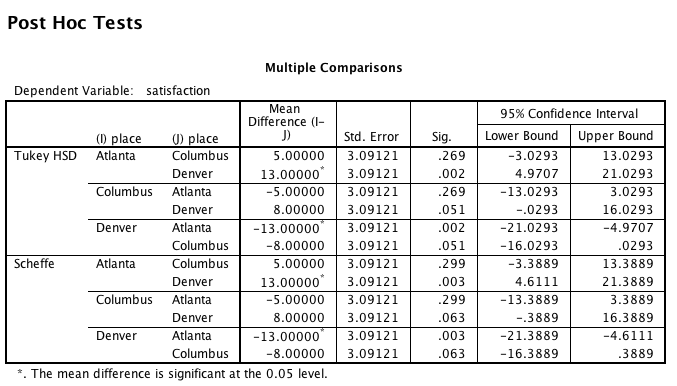 Post Hoc Tests
Multiple Comparisons
Dependent Variable: satisfaction
(I) place (J) place Mean Difference (I-J) Std. Error Sig. 95% Confidence Interval
Lower Bound Upper Bound
Tukey HSD Atlanta Columbus 5.00000 3.09121 .269 -3.0293 13.0293
Denver 13.00000* 3.09121 .002 4.9707 21.0293
Columbus Atlanta -5.00000 3.09121 .269 -13.0293 3.0293
Denver 8.00000 3.09121 .051 -.0293 16.0293
Denver Atlanta -13.00000* 3.09121 .002 -21.0293 -4.9707
Columbus -8.00000 3.09121 .051 -16.0293 .0293
Scheffe Atlanta Columbus 5.00000 3.09121 .299 -3.3889 13.3889
Denver 13.00000* 3.09121 .003 4.6111 21.3889
Columbus Atlanta -5.00000 3.09121 .299 -13.3889 3.3889
Denver 8.00000 3.09121 .063 -.3889 16.3889
Denver Atlanta -13.00000* 3.09121 .003 -21.3889 -4.6111
Columbus -8.00000 3.09121 .063 -16.3889 .3889
*. The mean difference is significant at the 0.05 level.